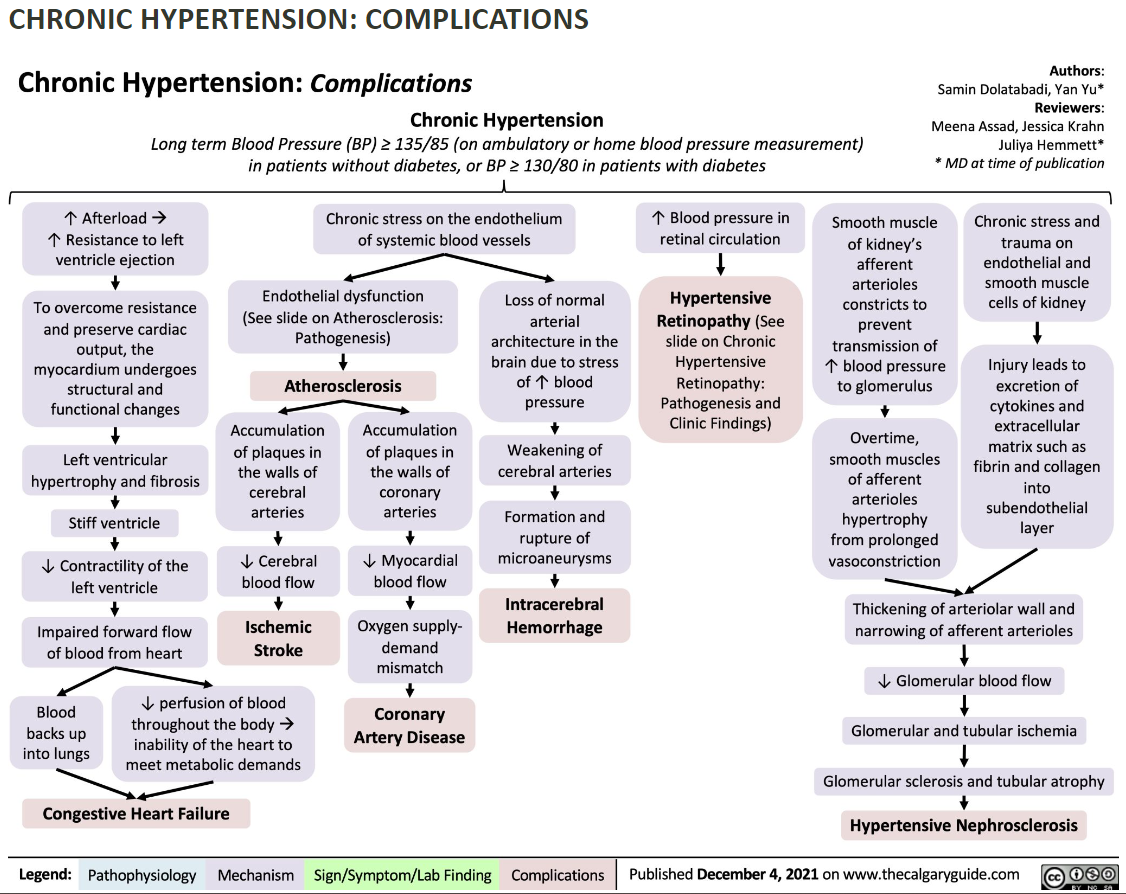 CHRONIC HYPERTENSION: COMPLICATIONS
Chronic Hypertension: Complications
Authors:
Samin Dolatabadi, Yan Yu*
Reviewers:
Meena Assad, Jessica Krahn
Juliya Hemmett*
* MD at time of publication
Chronic Hypertension
Long term Blood Pressure (BP) ≥ 135/85 (on ambulatory or home blood pressure measurement)
in patients without diabetes, or BP ≥ 130/80 in patients with diabetes
↑ Afterload →
↑ Resistance to left
ventricle ejection
To overcome resistance
and preserve cardiac
output, the
myocardium undergoes
structural and
functional changes
Left ventricular
hypertrophy and fibrosis
Stiff ventricle
↓ Contractility of the
left ventricle
Impaired forward flow
of blood from heart
Blood
backs up
into lungs
↓ perfusion of blood
throughout the body →
inability of the heart to
meet metabolic demands
Congestive Heart Failure
Chronic stress on the endothelium
of systemic blood vessels
Endothelial dysfunction
(See slide on Atherosclerosis:
Pathogenesis)
Atherosclerosis
Accumulation
of plaques in
the walls of
cerebral
arteries
↓ Cerebral
blood flow
Ischemic
Stroke
Accumulation
of plaques in
the walls of
coronary
arteries
↓ Myocardial
blood flow
Oxygen supply-
demand
mismatch
Coronary
Artery Disease
Loss of normal
arterial
architecture in the
brain due to stress
of ↑ blood
pressure
Weakening of
cerebral arteries
Formation and
rupture of
microaneurysms
Intracerebral
Hemorrhage
↑ Blood pressure in
retinal circulation
Hypertensive
Retinopathy (See
slide on Chronic
Hypertensive
Retinopathy:
Pathogenesis and
Clinic Findings)
Smooth muscle
of kidney's
afferent
arterioles
constricts to
prevent
transmission of
↑ blood pressure
to glomerulus
Overtime,
smooth muscles
of afferent
arterioles
hypertrophy
from prolonged
vasoconstriction
Chronic stress and
trauma on
endothelial and
smooth muscle
cells of kidney
Injury leads to
excretion of
cytokines and
extracellular
matrix such as
fibrin and collagen
into
subendothelial
layer
Thickening of arteriolar wall and
narrowing of afferent arterioles
↓ Glomerular blood flow
Glomerular and tubular ischemia
Glomerular sclerosis and tubular atrophy
Hypertensive Nephrosclerosis
Legend: Pathophysiology Mechanism Sign/Symptom/Lab Finding Complications Published December 4, 2021 on www.thecalgaryguide.com
cc BY NC SA